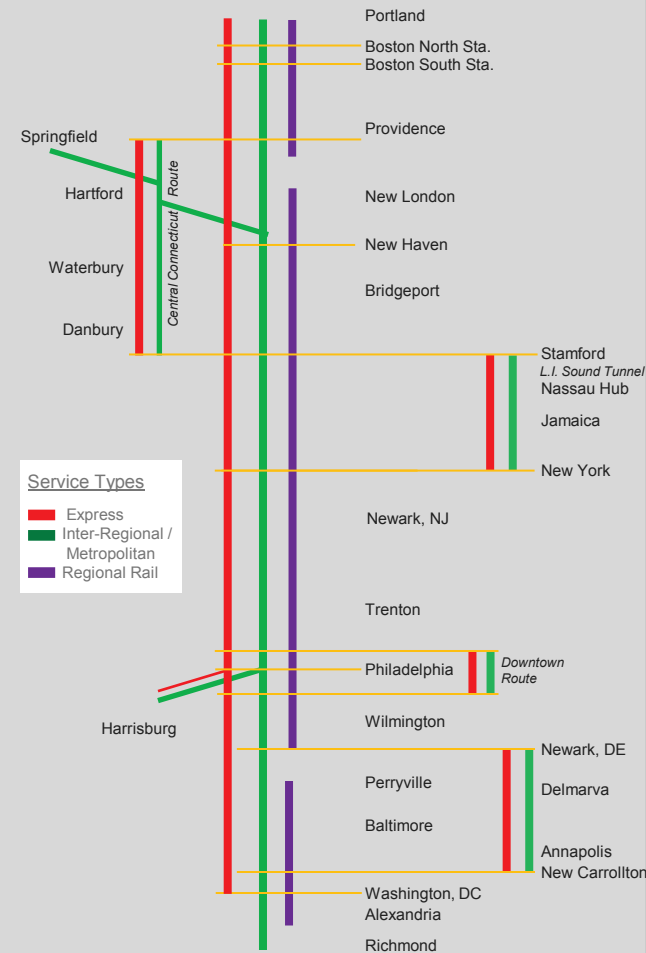 Portland
Boston North Sta.
Boston South Sta.
Providence
Springfield
Hartford
Central Connecticut Route
New London
New Haven
Waterbury
Bridgeport
Danbury
Stamford
L.I. Sound Tunnel
Nassau Hub
Jamaica
New York
Service Types
Express
Inter-Regional /
Metropolitan
Regional Rail
Newark, NJ
Trenton
Philadelphia
Downtown
Route
Harrisburg
Wilmington
Newark, DE
Perryville
Delmarva
Baltimore
Annapolis
New Carrollton
Washington, DC
Alexandria
Richmond